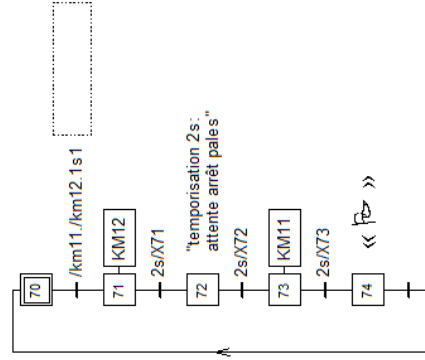 70
/km11./km12.1s1
71
KM12
2s/X71
72
"temporisation 2s:
attente arrêt pales"
2s/X72
73
KM11
2s/X73
74